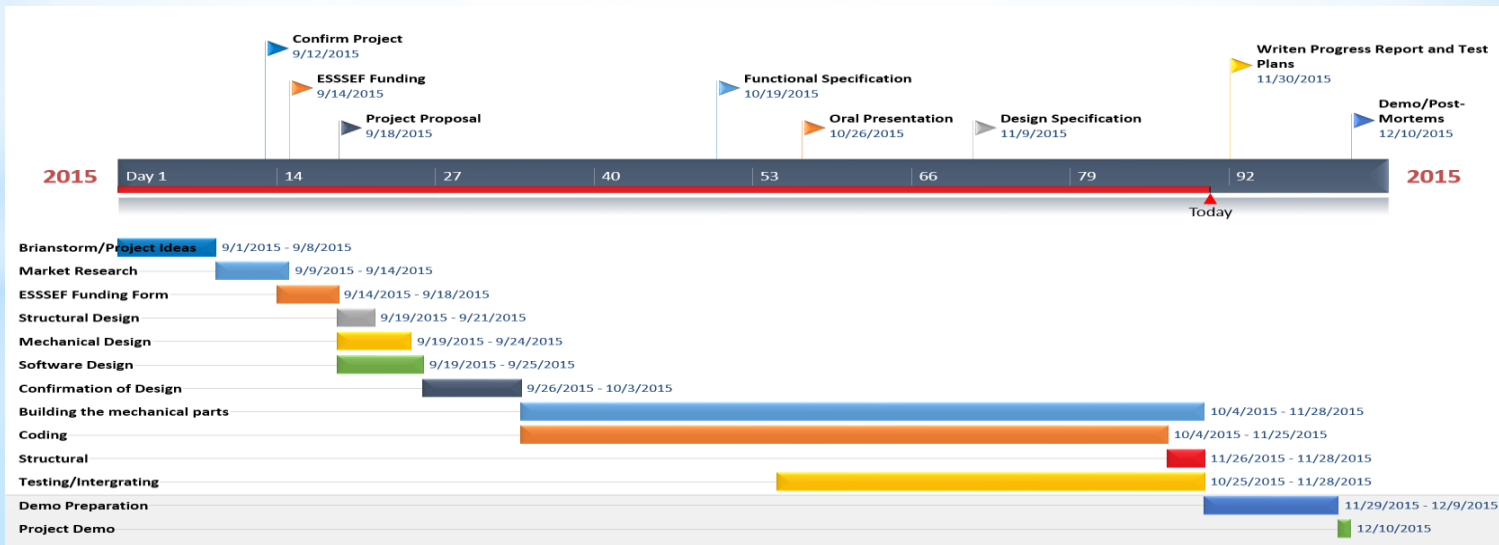 Confirm Project
9/12/2015
ESSSEF Funding
9/14/2015
Project Proposal
9/18/2015
Functional Specification
10/19/2015
Oral Presentation
10/26/2015
Design Specification
11/9/2015
Writen Progress Report and Test
Plans
11/30/2015
Demo/Post-
Mortems
12/10/2015
2015 Day 1 14 27 40 53 66 79 92 2015
Today
Brianstorm/Project Ideas 9/1/2015 - 9/8/2015
Market Research 9/9/2015 - 9/14/2015
ESSSEF Funding Form 9/14/2015 - 9/18/2015
Structural Design 9/19/2015 - 9/21/2015
Mechanical Design 9/19/2015 - 9/24/2015
Software Design 9/19/2015 - 9/25/2015
Confirmation of Design 9/26/2015 - 10/3/2015
Building the mechanical parts 10/4/2015 - 11/28/2015
Coding 10/4/2015 - 11/25/2015
Structural 11/26/2015 - 11/28/2015
Testing/Intergrating 10/25/2015 - 11/28/2015
Demo Preparation 11/29/2015 - 12/9/2015
Project Demo 12/10/2015